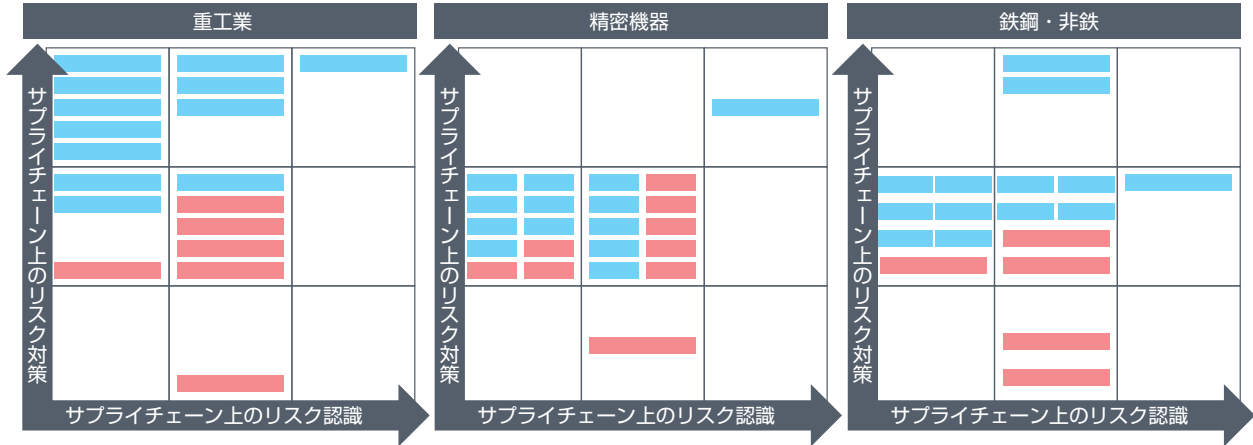 重工業
サプライチェーン上のリスク対策
サプライチェーン上のリスク認識
精密機器
サプライチェーン上のリスク対策
サプライチェーン上のリスク認識
鉄鋼・非鉄
サプライチェーン上のリスク対策
サプライチェーン上のリスク認識